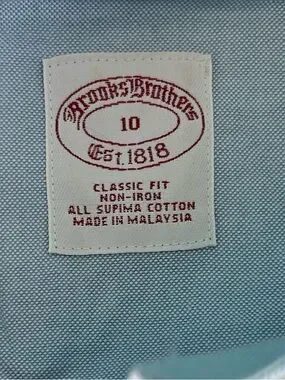 Brooks Brothers
10
Est. 1818
CLASSIC FIT
NON-IRON
ALL SUPIMA COTTON
MADE IN MALAYSIA